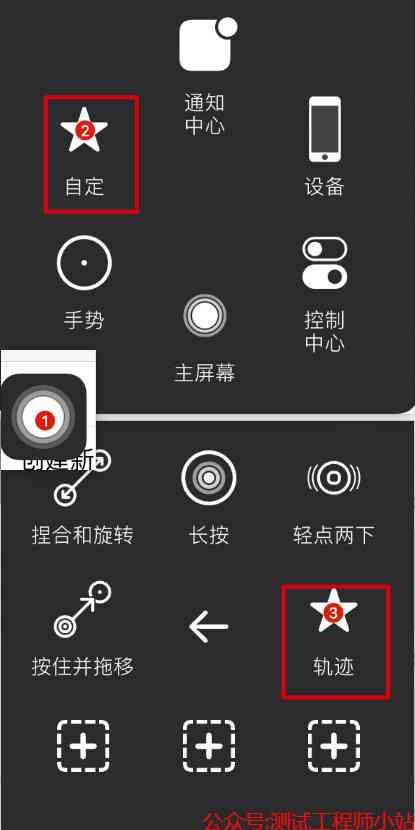 通知
中心
2
自定
设备
手势
控制
中心
主屏幕
1
创建新
捏合和旋转
长按
轻点两下
3
按住并拖移
轨迹
公众号:测试工程师小站